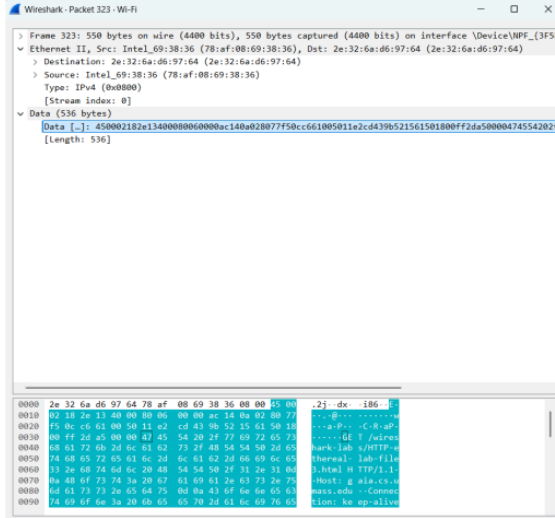 Wireshark · Packet 323 · Wi-Fi
Frame 323: 550 bytes on wire (4400 bits), 550 bytes captured (4400 bits) on interface \Device\NPF_{3F5
Ethernet II, Src: Intel_69:38:36 (78:af:08:69:38:36), Dst: 2e:32:6a:d6:97:64 (2e:32:6a:d6:97:64)
Destination: 2e:32:6a:d6:97:64 (2e:32:6a:d6:97:64)
Source: Intel_69:38:36 (78:af:08:69:38:36)
Type: IPv4 (0x0800)
[Stream index: 0]
Data (536 bytes)
Data […]: 450002182e13400080060000ac140a028077f50cc661005011e2cd439b521561501800ff2da50000474554202
[Length: 536]
0000 2e 32 6a d6 97 64 78 af 08 69 38 36 08 00 45 00 .2j··dx· ·i86··E·
0010 02 18 2e 13 40 00 80 06 00 00 ac 14 0a 02 80 77 ··.·@··· ·······w
0020 f5 0c c6 61 00 50 11 e2 cd 43 9b 52 15 61 50 18 ···a·P·· ·C·R·aP·
0030 00 ff 2d a5 00 00 47 45 54 20 2f 77 69 72 65 73 ··-···GE T /wires
0040 68 61 72 6b 2d 6c 61 62 73 2f 48 54 54 50 2d 65 hark-lab s/HTTP-e
0050 74 68 65 72 65 61 6c 2d 6c 61 62 2d 66 69 6c 65 thereal- lab-file
0060 33 2e 68 74 6d 6c 20 48 54 54 50 2f 31 2e 31 0d 3.html H TTP/1.1·
0070 0a 48 6f 73 74 3a 20 67 61 69 61 2e 63 73 2e 75 ·Host: g aia.cs.u
0080 6d 61 73 73 2e 65 64 75 0d 0a 43 6f 6e 6e 65 63 mass.edu ··Connec
0090 74 69 6f 6e 3a 20 6b 65 65 70 2d 61 6c 69 76 65 tion: ke ep-alive